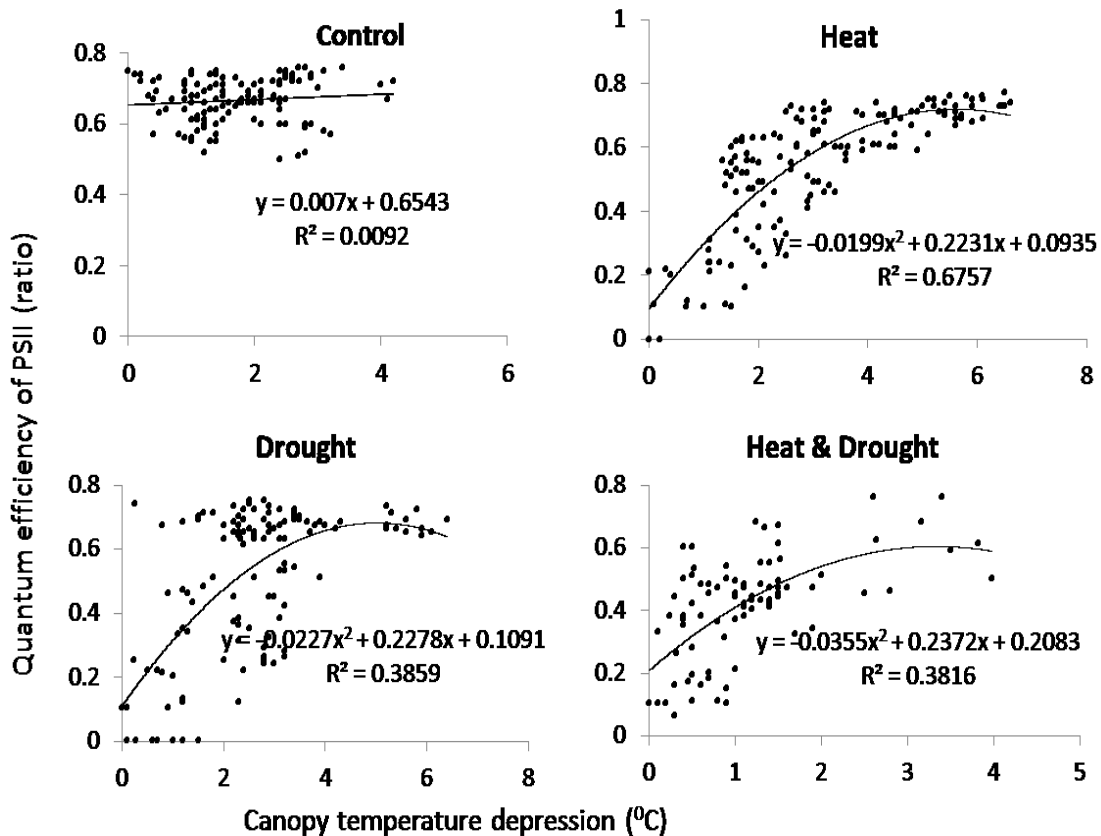 Control
0.8
0.6
0.4
0.2
0
y = 0.007x + 0.6543
R² = 0.0092
0
2
4
6
Heat
1
0.8
0.6
0.4
0.2
0
y = -0.0199x² + 0.2231x + 0.0935
R² = 0.6757
0
2
4
6
8
Quantum efficiency of PSII (ratio)
Drought
0.8
0.6
0.4
0.2
0
y = -0.0227x² + 0.2278x + 0.1091
R² = 0.3859
0
2
4
6
8
Heat & Drought
0.8
0.6
0.4
0.2
0
y = -0.0355x² + 0.2372x + 0.2083
R² = 0.3816
0
1
2
3
4
5
Canopy temperature depression (⁰C)